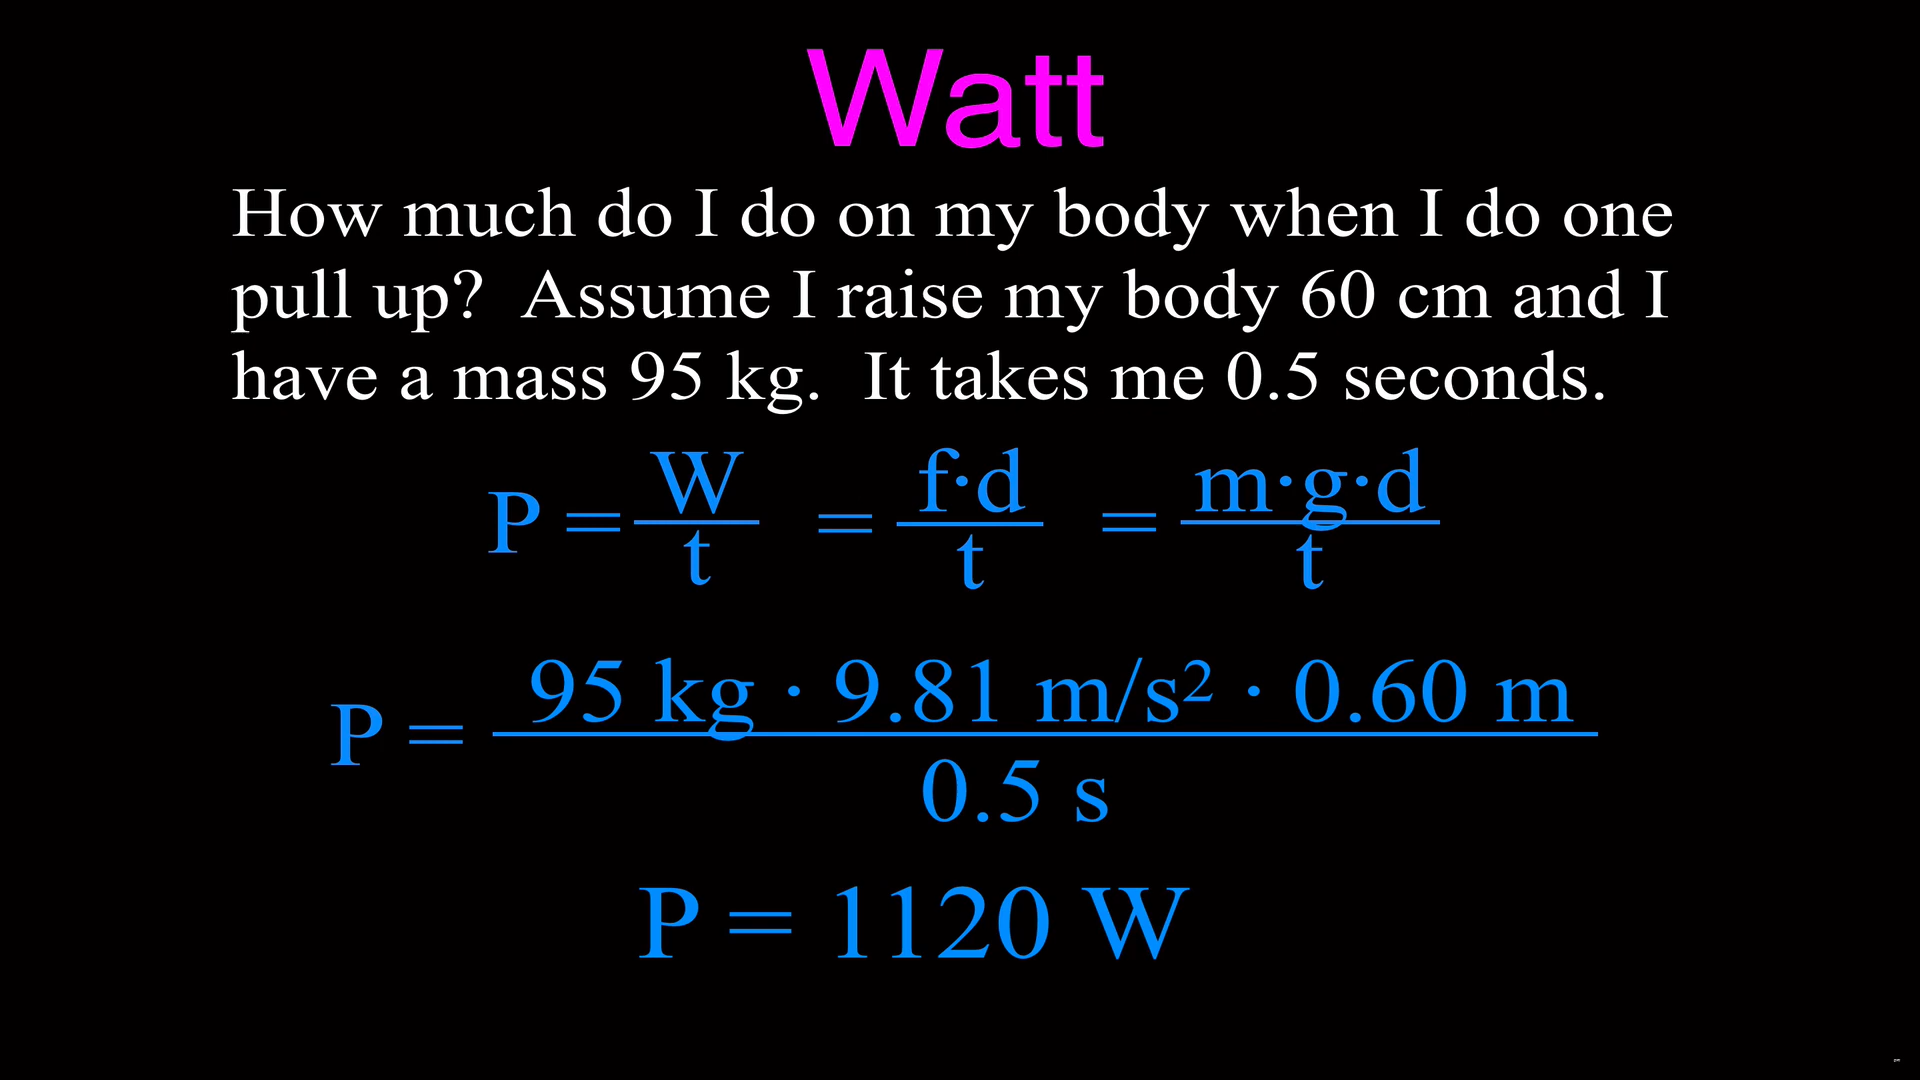 Watt
How much do I do on my body when I do one
pull up?  Assume I raise my body 60 cm and I
have a mass 95 kg.  It takes me 0.5 seconds.
P = W/t = f·d/t = m·g·d/t
P = 95 kg · 9.81 m/s² · 0.60 m / 0.5 s
P = 1120 W